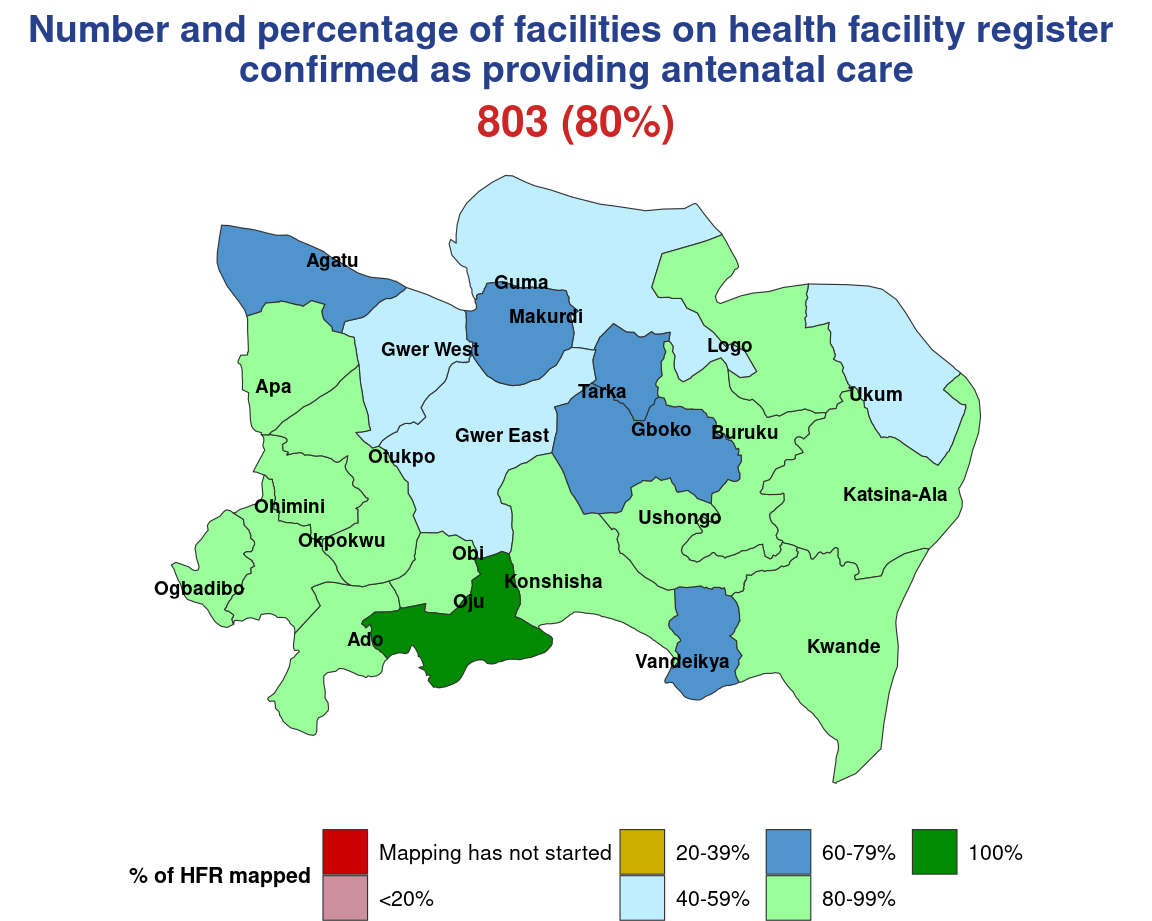 Number and percentage of facilities on health facility register
confirmed as providing antenatal care
803 (80%)
Agatu
Guma
Makurdi
Gwer West
Logo
Apa
Tarka
Ukum
Gwer East
Gboko
Buruku
Otukpo
Katsina-Ala
Ohimini
Ushongo
Okpokwu
Obi
Konshisha
Ogbadibo
Oju
Ado
Kwande
Vandeikya
% of HFR mapped
Mapping has not started
<20%
20-39%
40-59%
60-79%
80-99%
100%